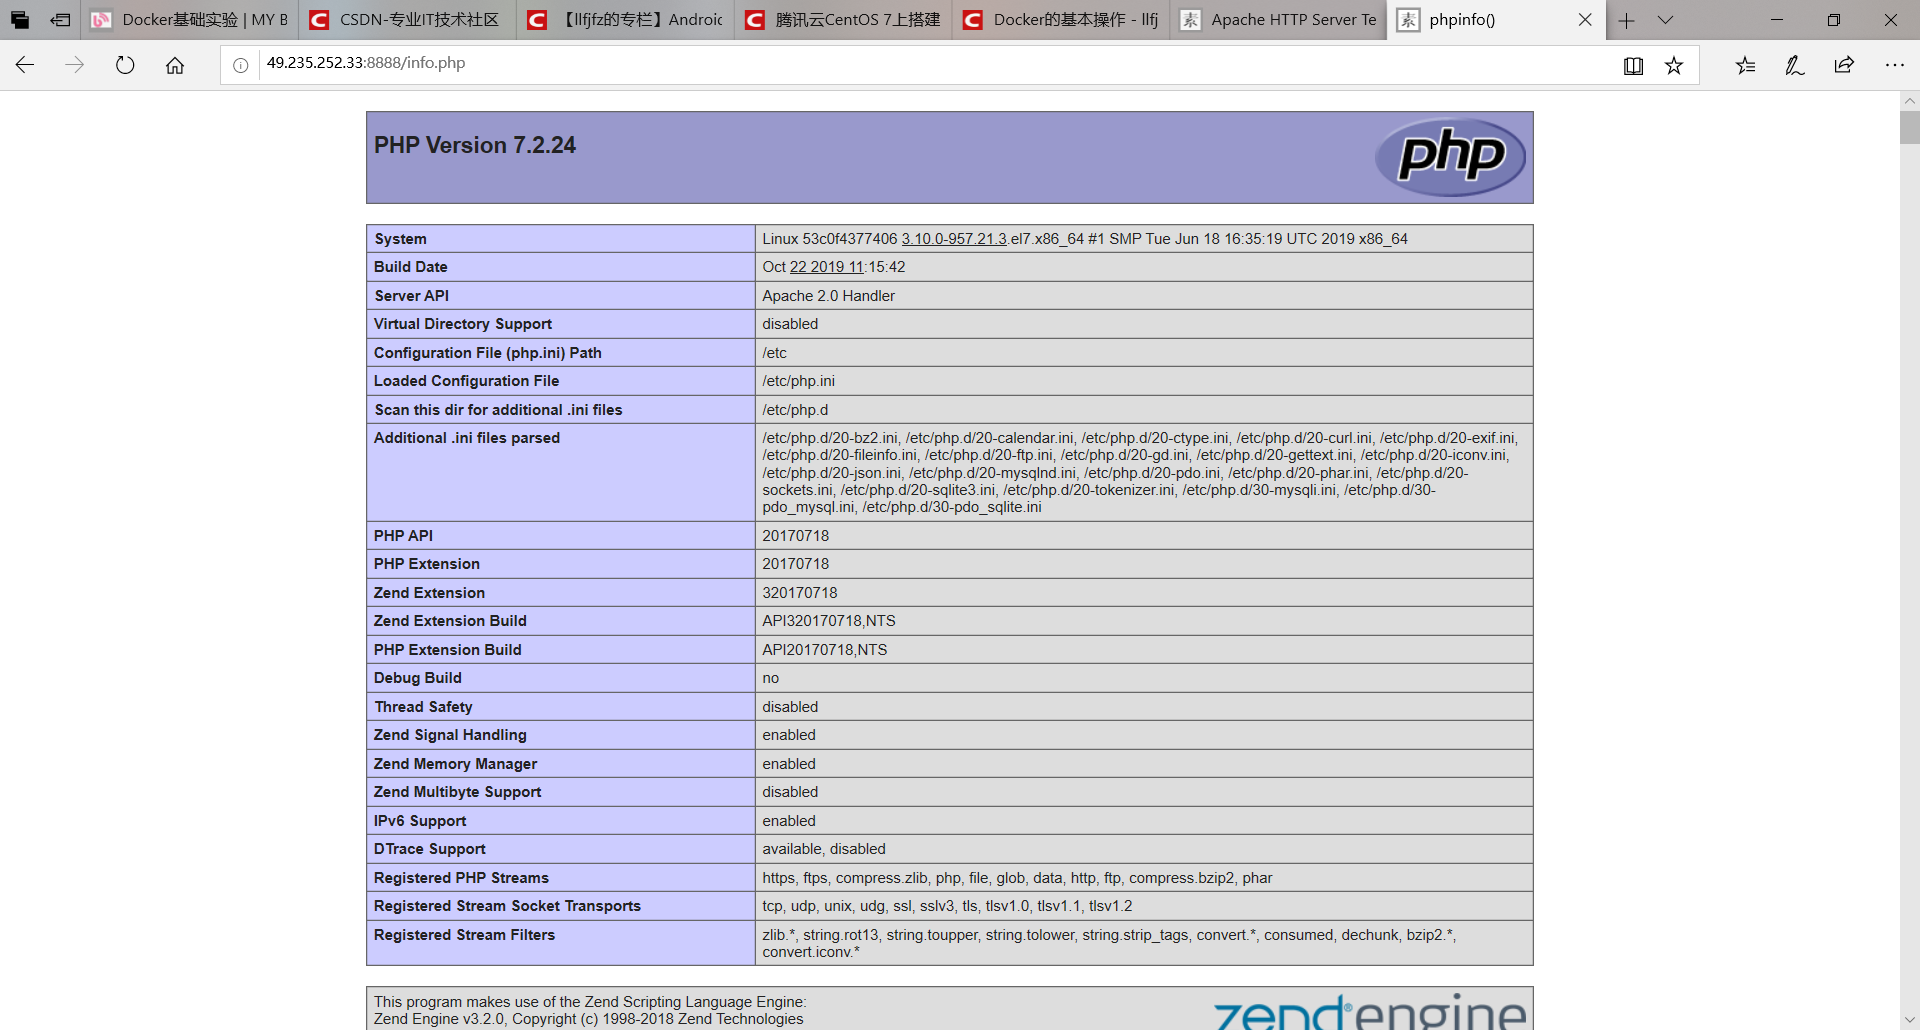 Docker基础实验 | MY B
CSDN-专业IT技术社区
【llfjfz的专栏】Android
腾讯云CentOS 7上搭建
Docker的基本操作 - llfj
素
Apache HTTP Server Te
素
phpinfo()
49.235.252.33:8888/info.php
PHP Version 7.2.24
php
System Linux 53c0f4377406 3.10.0-957.21.3.el7.x86_64 #1 SMP Tue Jun 18 16:35:19 UTC 2019 x86_64
Build Date Oct 22 2019 11:15:42
Server API Apache 2.0 Handler
Virtual Directory Support disabled
Configuration File (php.ini) Path /etc
Loaded Configuration File /etc/php.ini
Scan this dir for additional .ini files /etc/php.d
Additional .ini files parsed /etc/php.d/20-bz2.ini, /etc/php.d/20-calendar.ini, /etc/php.d/20-ctype.ini, /etc/php.d/20-curl.ini, /etc/php.d/20-exif.ini,
/etc/php.d/20-fileinfo.ini, /etc/php.d/20-ftp.ini, /etc/php.d/20-gd.ini, /etc/php.d/20-gettext.ini, /etc/php.d/20-iconv.ini,
/etc/php.d/20-json.ini, /etc/php.d/20-mysqlnd.ini, /etc/php.d/20-pdo.ini, /etc/php.d/20-phar.ini, /etc/php.d/20-
sockets.ini, /etc/php.d/20-sqlite3.ini, /etc/php.d/20-tokenizer.ini, /etc/php.d/30-mysqli.ini, /etc/php.d/30-
pdo_mysql.ini, /etc/php.d/30-pdo_sqlite.ini
PHP API 20170718
PHP Extension 20170718
Zend Extension 320170718
Zend Extension Build API320170718,NTS
PHP Extension Build API20170718,NTS
Debug Build no
Thread Safety disabled
Zend Signal Handling enabled
Zend Memory Manager enabled
Zend Multibyte Support disabled
IPv6 Support enabled
DTrace Support available, disabled
Registered PHP Streams https, ftps, compress.zlib, php, file, glob, data, http, ftp, compress.bzip2, phar
Registered Stream Socket Transports tcp, udp, unix, udg, ssl, sslv3, tls, tlsv1.0, tlsv1.1, tlsv1.2
Registered Stream Filters zlib.*, string.rot13, string.toupper, string.tolower, string.strip_tags, convert.*, consumed, dechunk, bzip2.*,
convert.iconv.*
This program makes use of the Zend Scripting Language Engine:
Zend Engine v3.2.0, Copyright (c) 1998-2018 Zend Technologies
zend engine